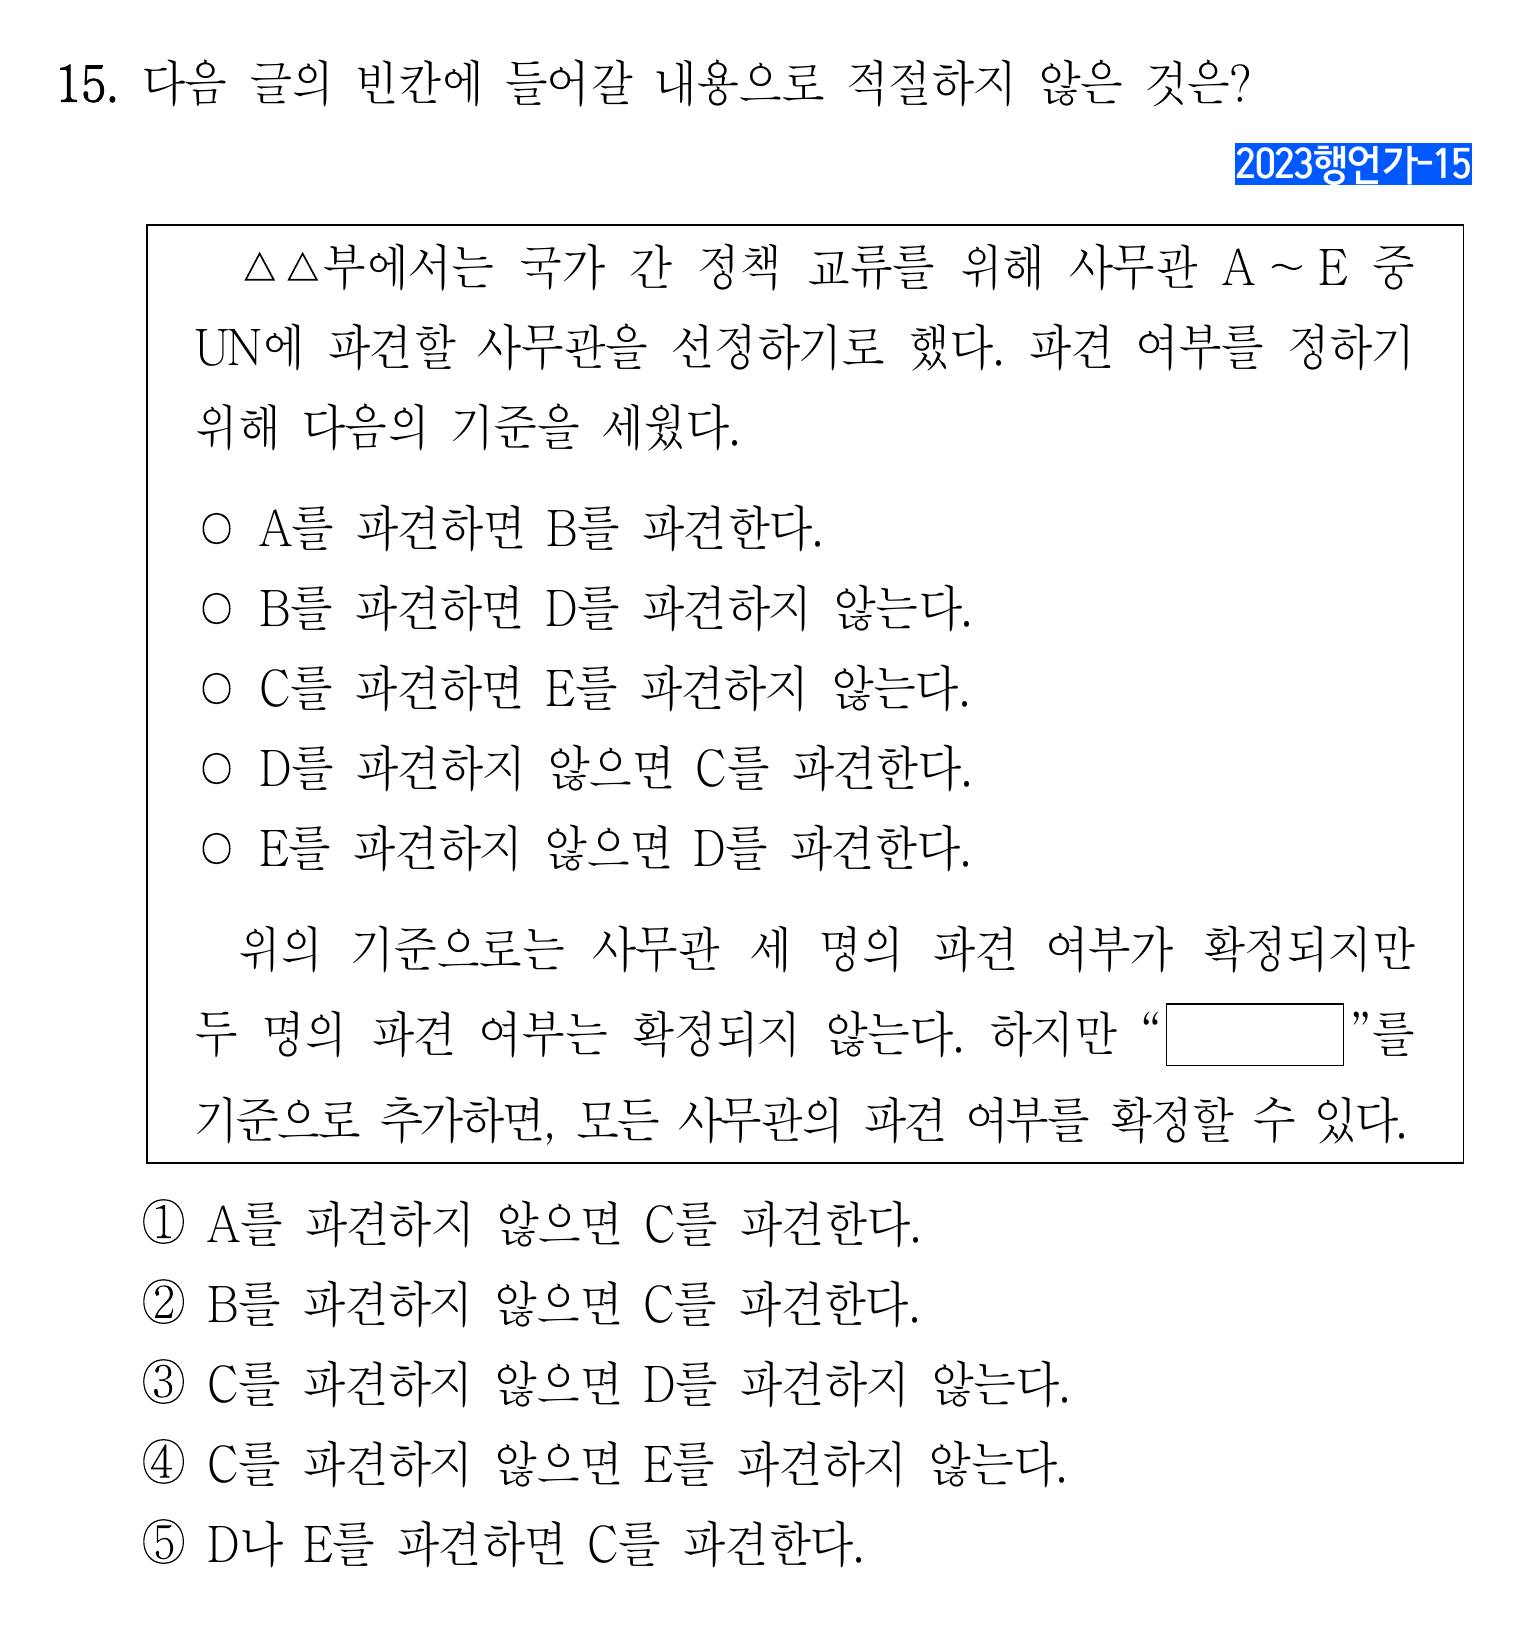 15. 다음 글의 빈칸에 들어갈 내용으로 적절하지 않은 것은?
2023행언가-15
△△부에서는 국가 간 정책 교류를 위해 사무관 A ~ E 중
UN에 파견할 사무관을 선정하기로 했다. 파견 여부를 정하기
위해 다음의 기준을 세웠다.
○ A를 파견하면 B를 파견한다.
○ B를 파견하면 D를 파견하지 않는다.
○ C를 파견하면 E를 파견하지 않는다.
○ D를 파견하지 않으면 C를 파견한다.
○ E를 파견하지 않으면 D를 파견한다.
위의 기준으로는 사무관 세 명의 파견 여부가 확정되지만
두 명의 파견 여부는 확정되지 않는다. 하지만 “ ”를
기준으로 추가하면, 모든 사무관의 파견 여부를 확정할 수 있다.
① A를 파견하지 않으면 C를 파견한다.
② B를 파견하지 않으면 C를 파견한다.
③ C를 파견하지 않으면 D를 파견하지 않는다.
④ C를 파견하지 않으면 E를 파견하지 않는다.
⑤ D나 E를 파견하면 C를 파견한다.